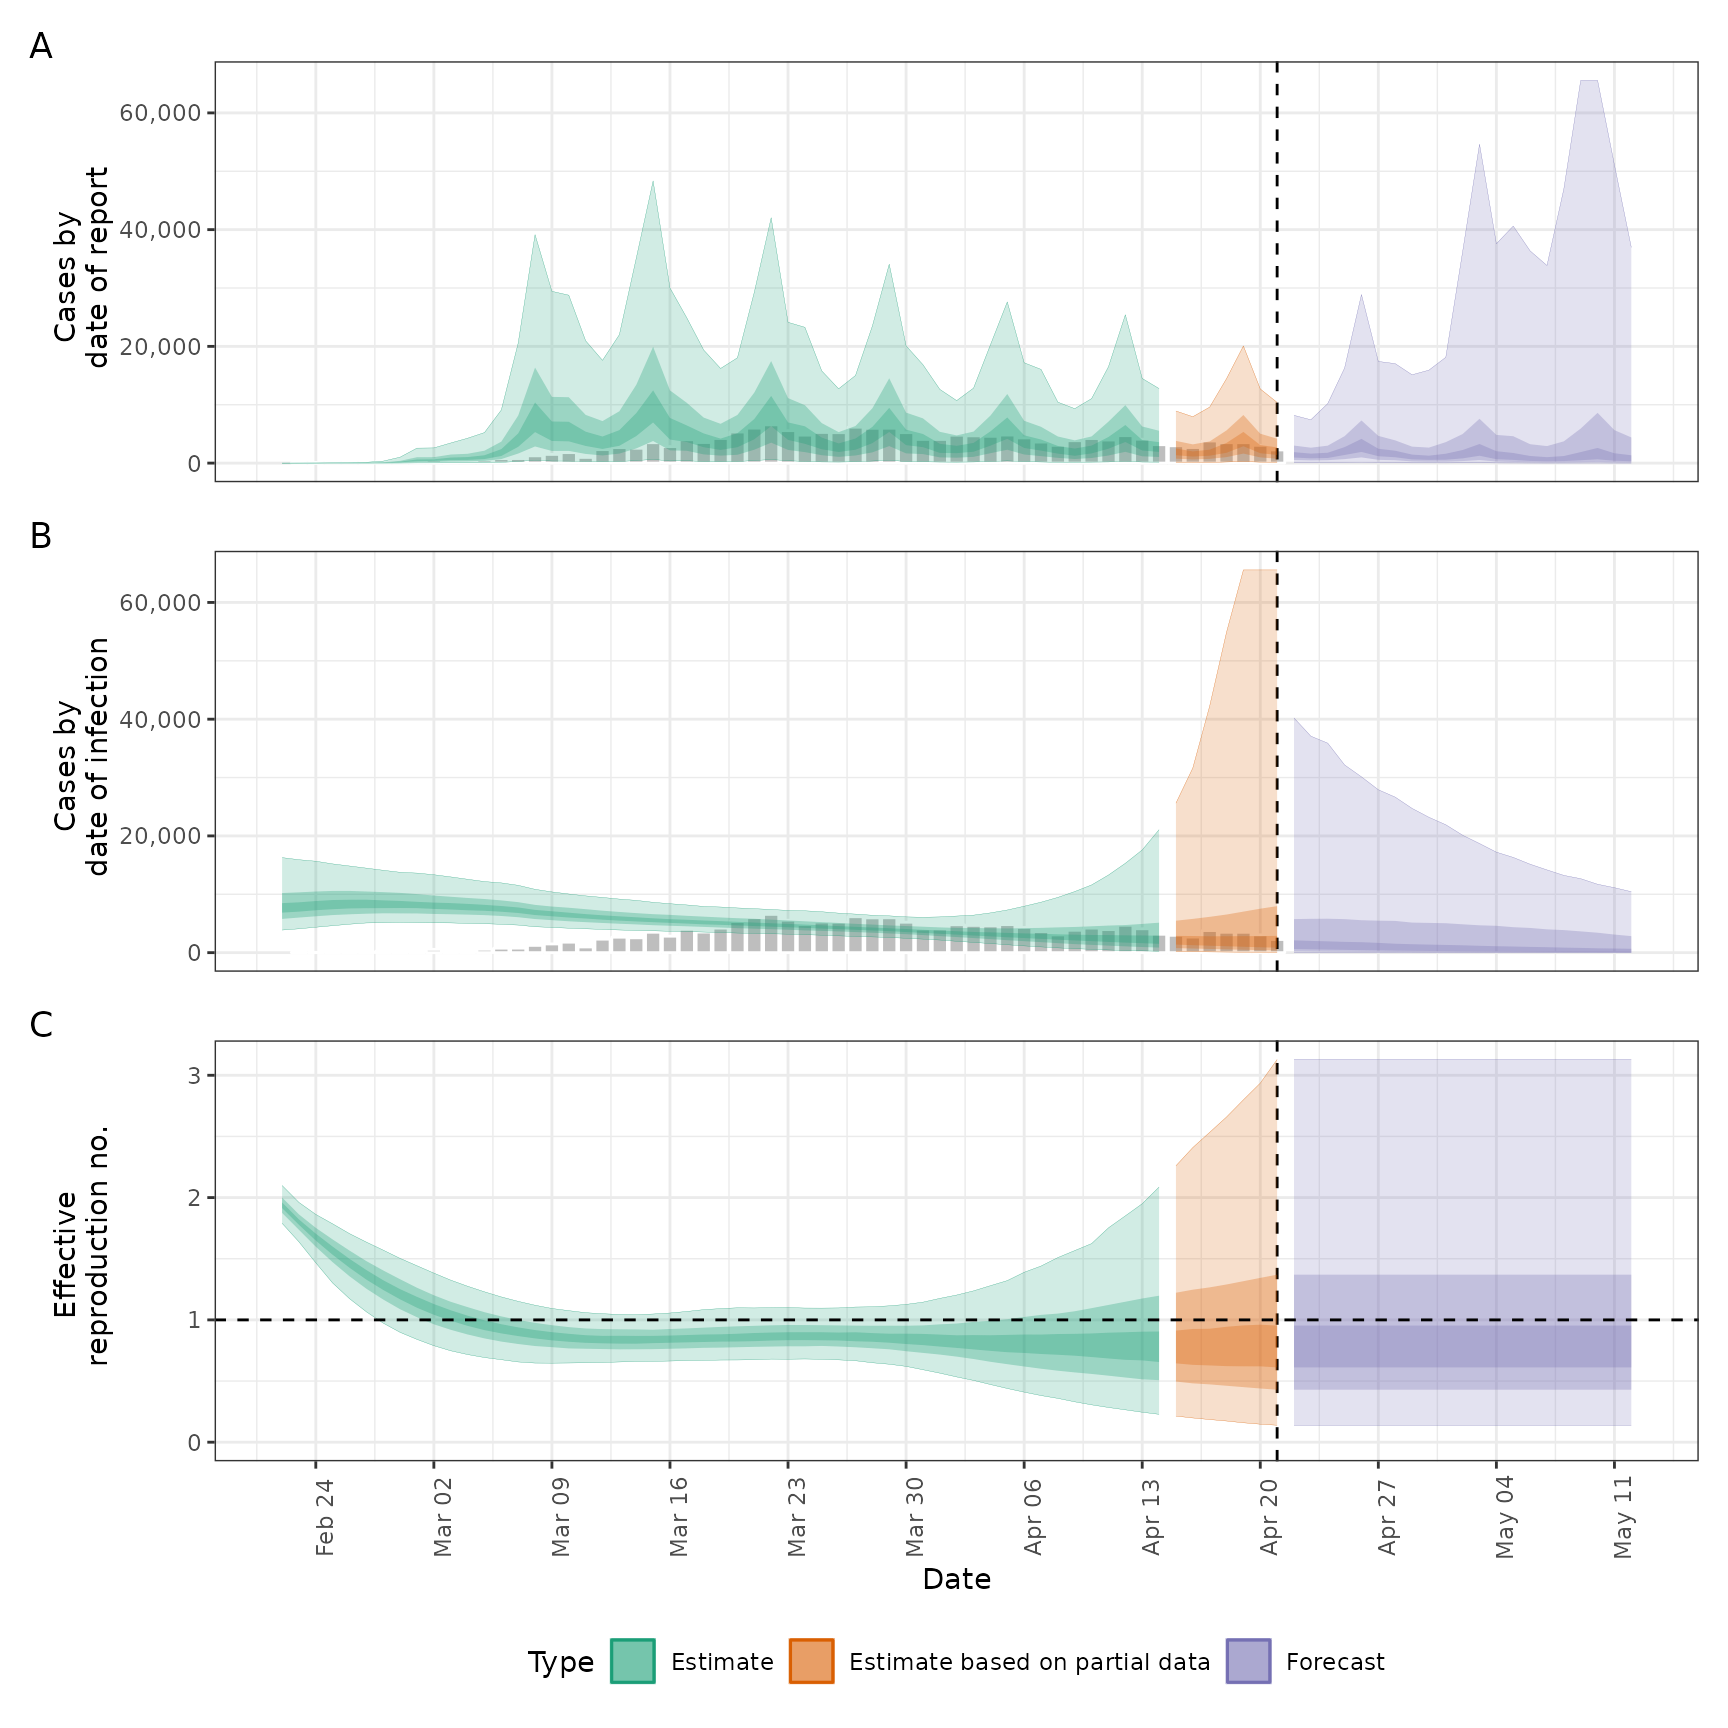 A
Cases by
date of report
60,000
40,000
20,000
0
B
Cases by
date of infection
60,000
40,000
20,000
0
C
Effective
reproduction no.
3
2
1
0
Feb 24
Mar 02
Mar 09
Mar 16
Mar 23
Mar 30
Apr 06
Apr 13
Apr 20
Apr 27
May 04
May 11
Date
Type
Estimate
Estimate based on partial data
Forecast